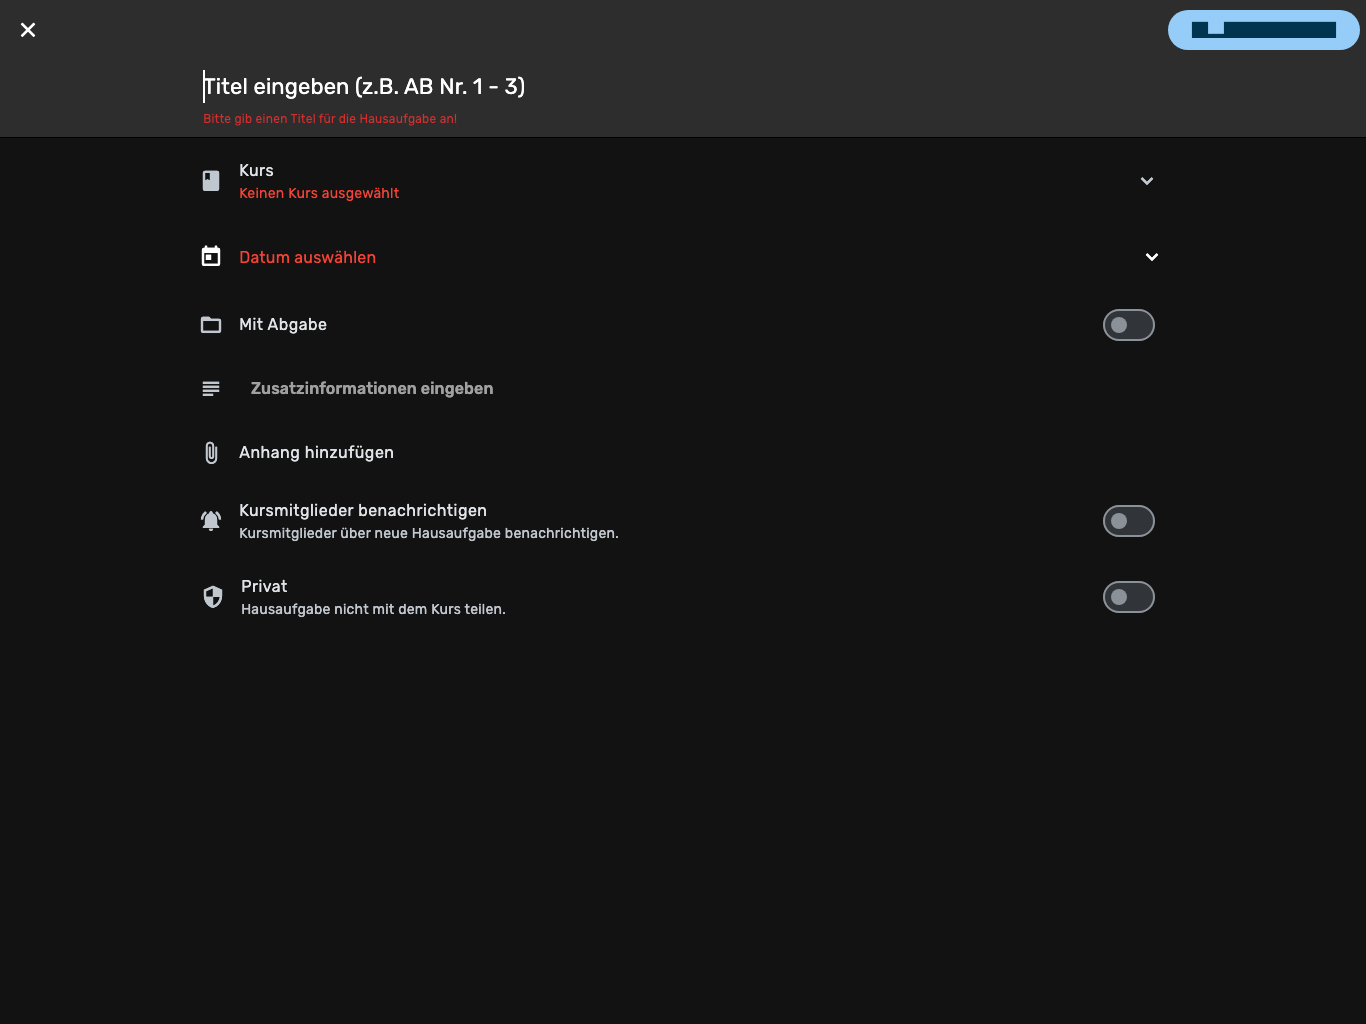 Titel eingeben (z.B. AB Nr. 1 - 3)
Bitte gib einen Titel für die Hausaufgabe an!
Kurs
Keinen Kurs ausgewählt
Datum auswählen
Mit Abgabe
Zusatzinformationen eingeben
Anhang hinzufügen
Kursmitglieder benachrichtigen
Kursmitglieder über neue Hausaufgabe benachrichtigen.
Privat
Hausaufgabe nicht mit dem Kurs teilen.